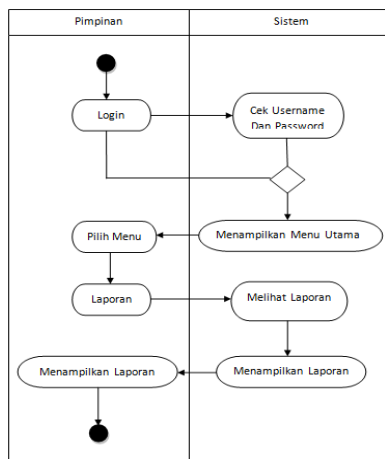 Pimpinan
Sistem
Login
Cek Username
Dan Password
Pilih Menu
Menampilkan Menu Utama
Laporan
Melihat Laporan
Menampilkan Laporan
Menampilkan Laporan